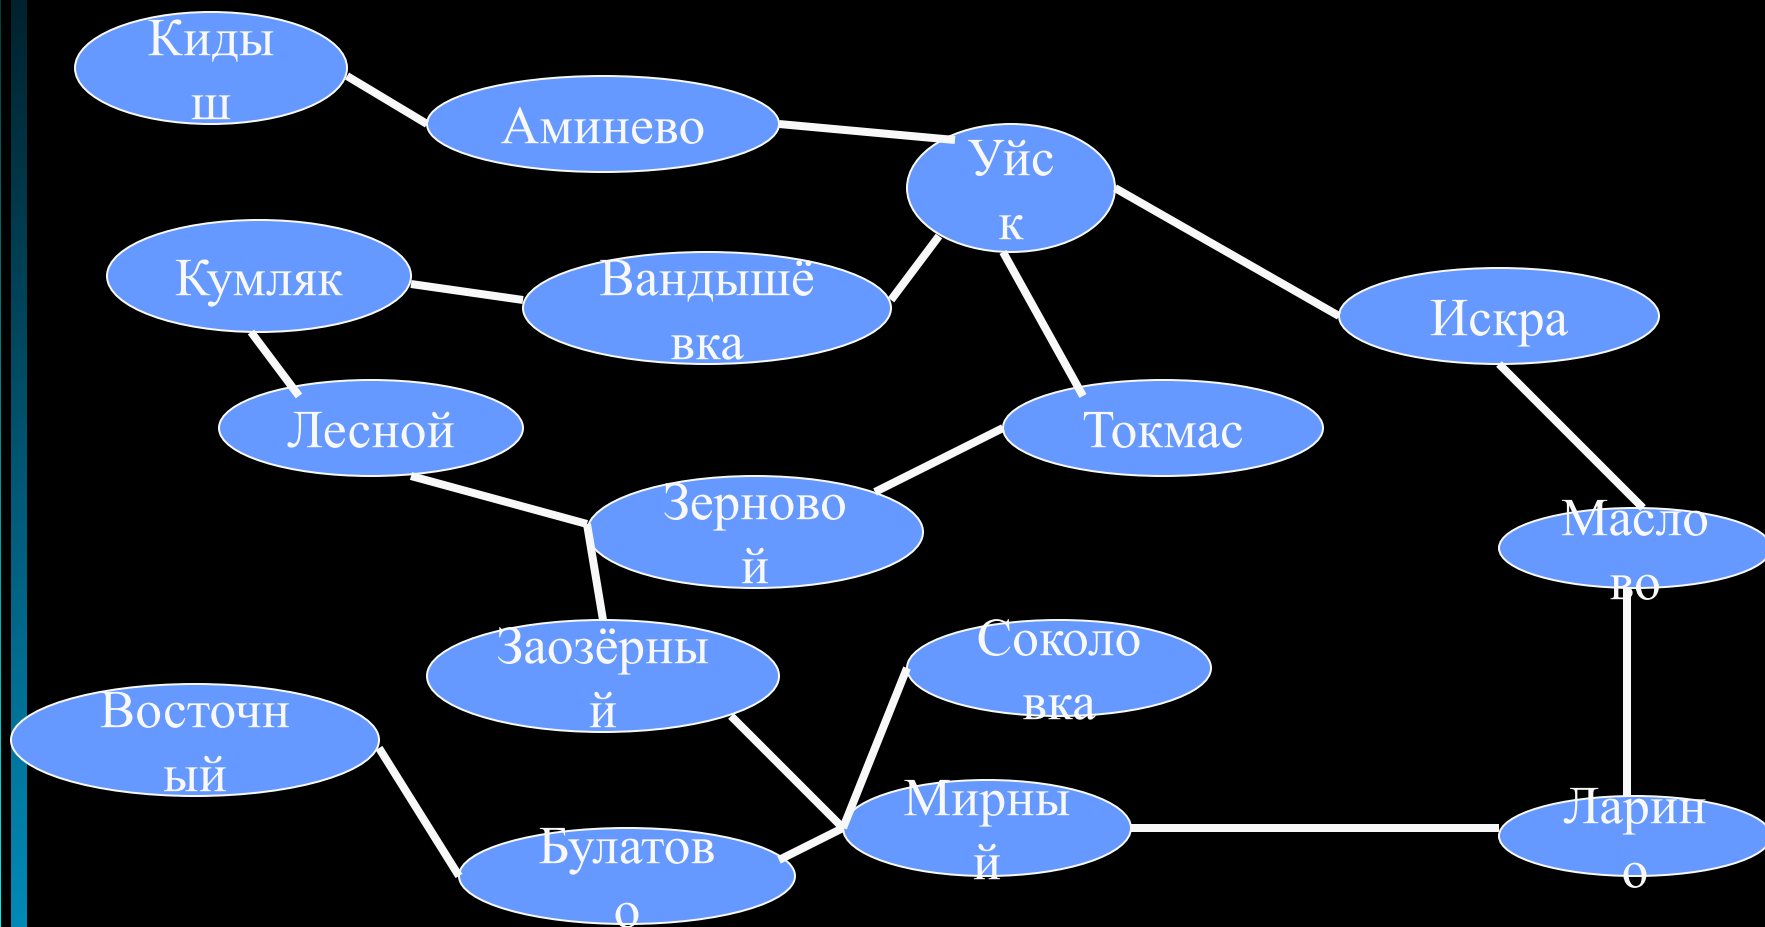 Киды
ш
Аминево
Уйс
к
Кумляк
Вандышё
вка
Искра
Лесной
Токмас
Зерново
й
Масло
во
Заозёрны
й
Соколо
вка
Восточн
ый
Мирны
й
Ларин
о
Булатов
о